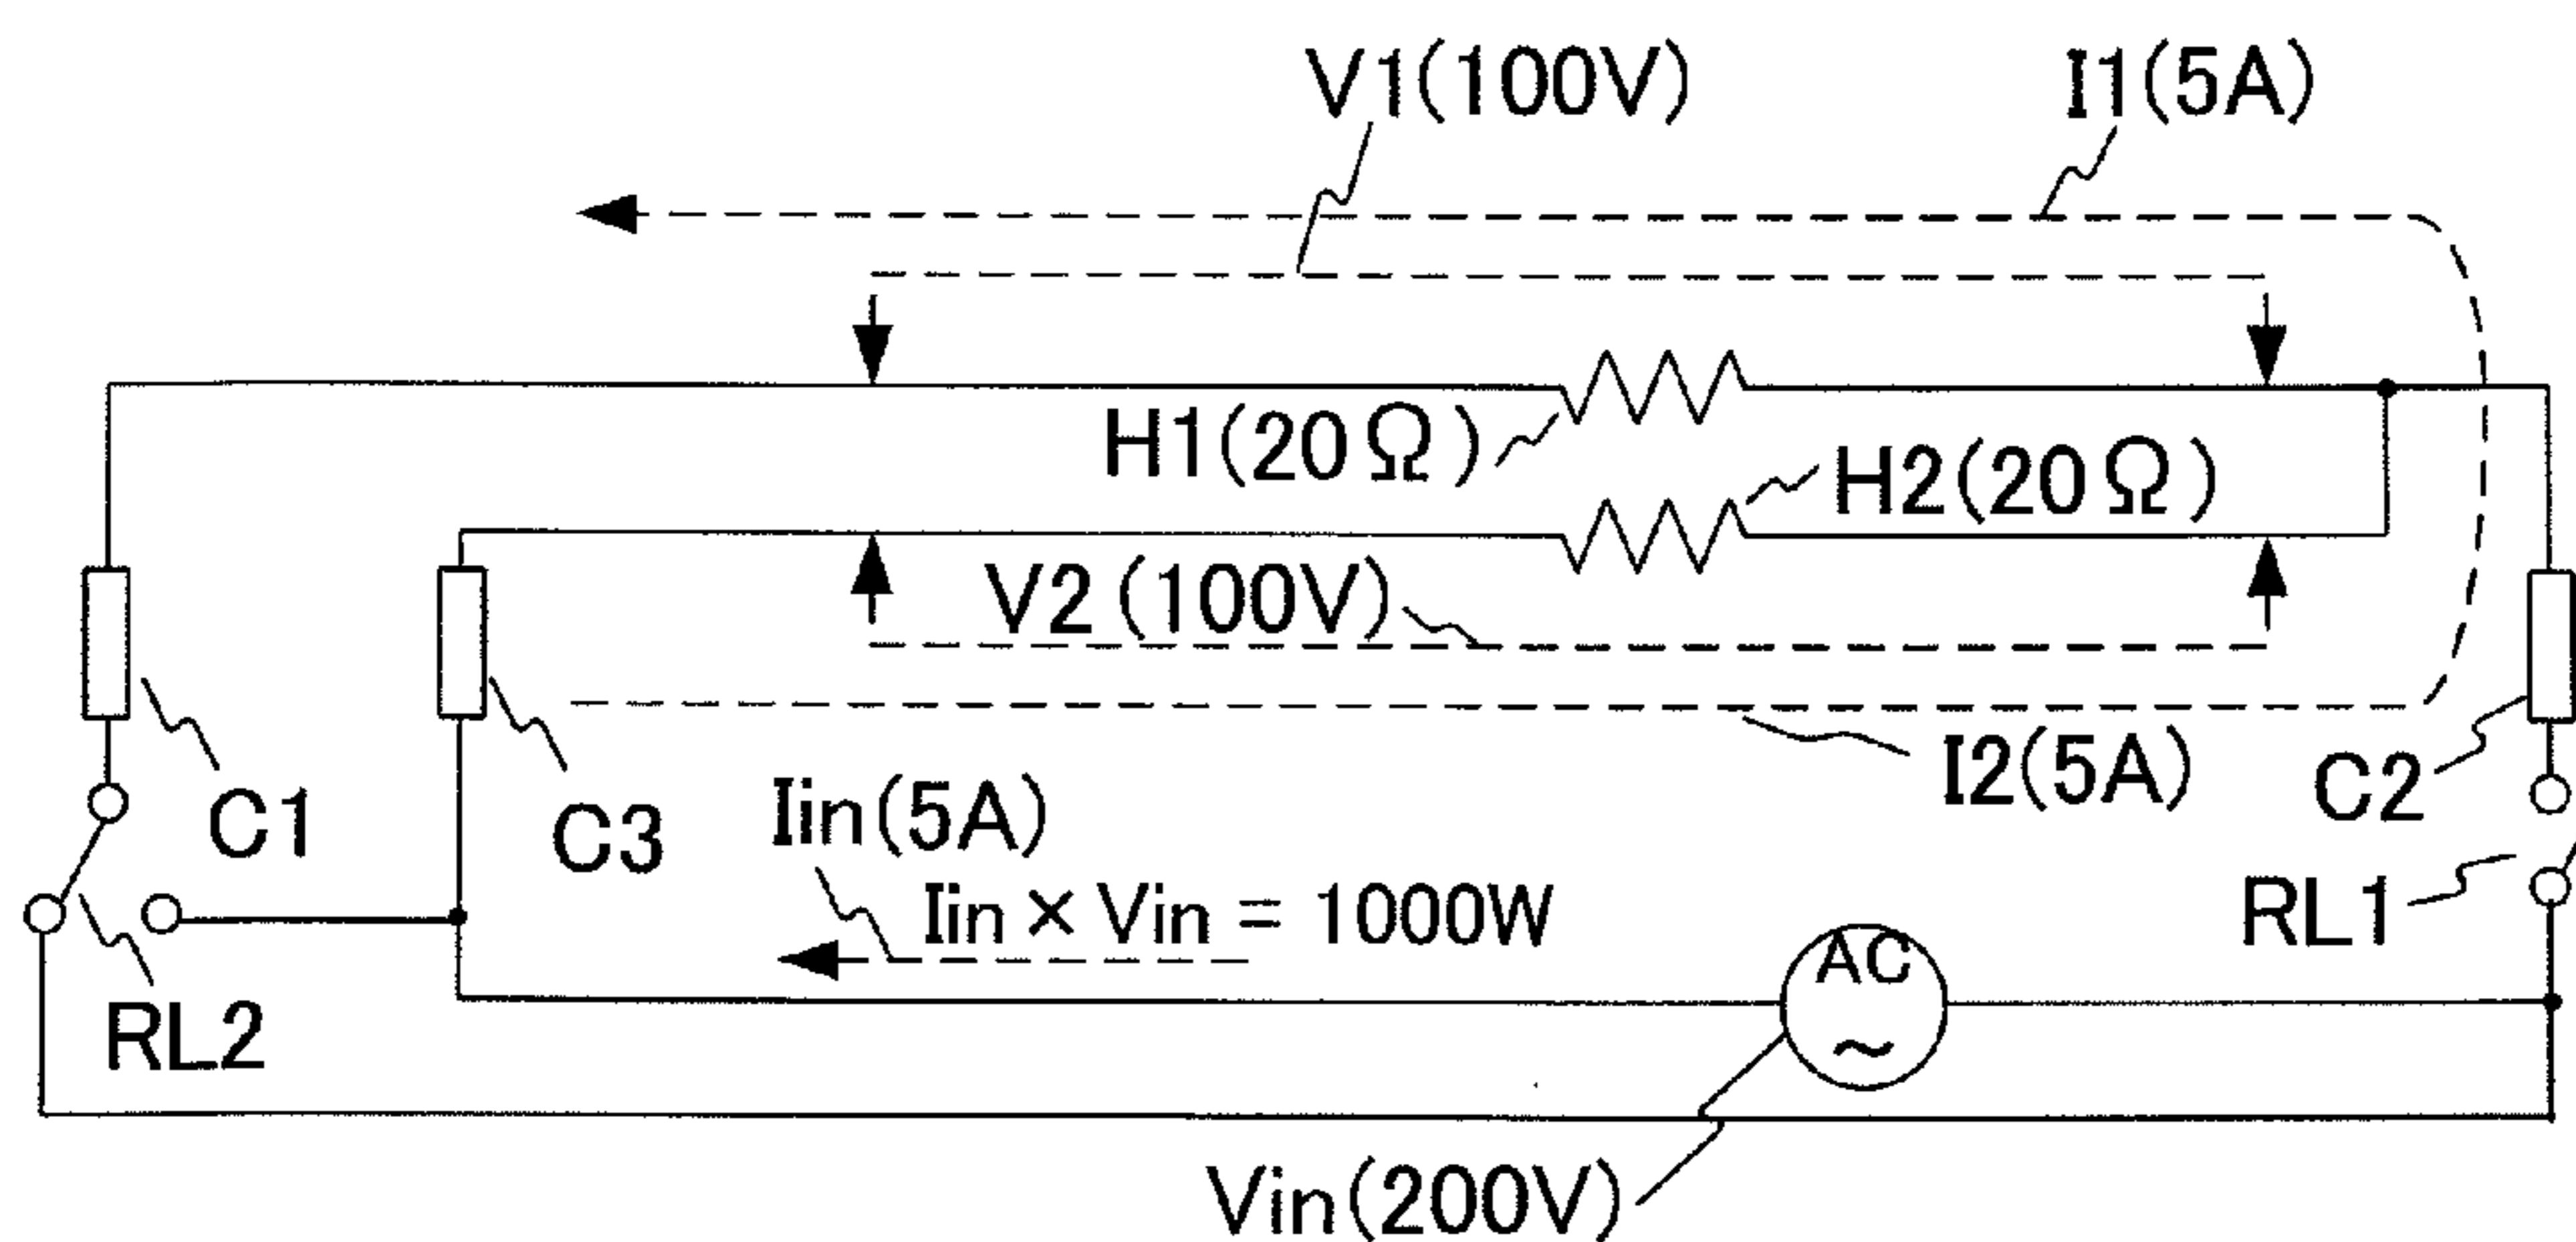 V1(100V)
I1(5A)
H1(20Ω)
H2(20Ω)
V2(100V)
I2(5A)
C1
C3
C2
Iin(5A)
Iin × Vin = 1000W
AC
~
RL1
RL2
Vin(200V)